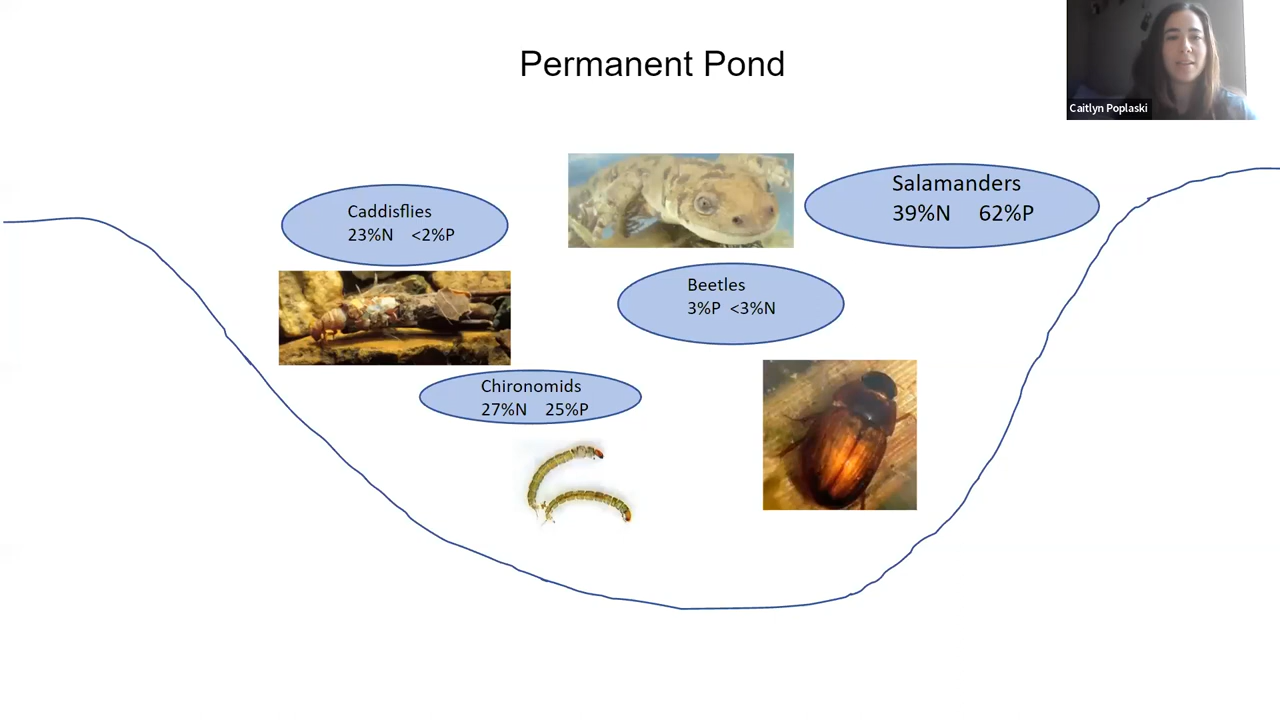 Permanent Pond
Caitlyn Poplaski
Salamanders
39%N 62%P
Caddisflies
23%N <2%P
Beetles
3%P <3%N
Chironomids
27%N 25%P